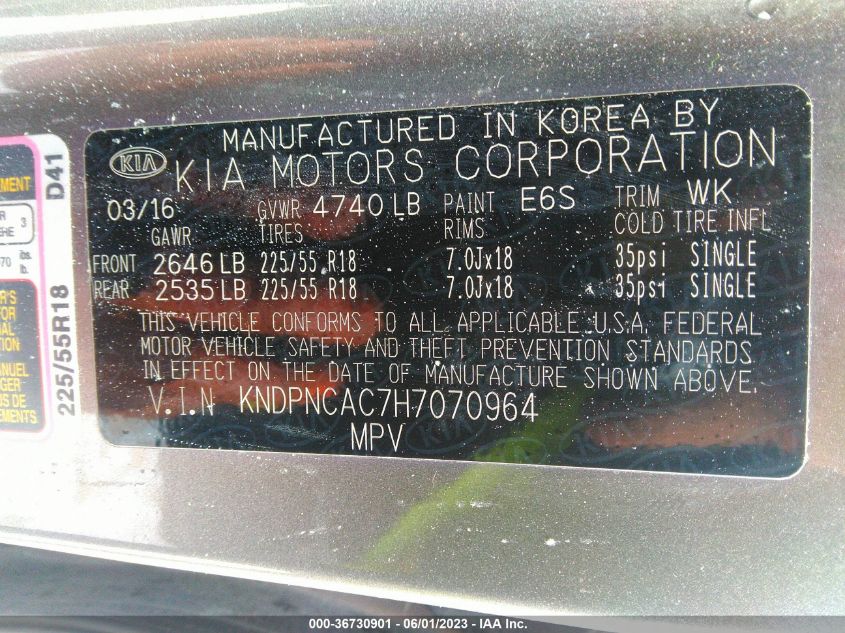 MANUFACTURED IN KOREA BY
KIA KIA MOTORS CORPORATION
03/16 GVWR 4740 LB PAINT E6S TRIM WK
GAWR TIRES RIMS COLD TIRE INFL
FRONT 2646 LB 225/55 R18 7.0Jx18 35psi SINGLE
REAR 2535 LB 225/55 R18 7.0Jx18 35psi SINGLE
THIS VEHICLE CONFORMS TO ALL APPLICABLE U.S.A. FEDERAL
MOTOR VEHICLE SAFETY AND THEFT PREVENTION STANDARDS
IN EFFECT ON THE DATE OF MANUFACTURE SHOWN ABOVE.
V.I.N KNDPNCAC7H7070964
MPV
D41
225/55R18
3
lbs.
lb.
000-36730901 - 06/01/2023 - IAA Inc.